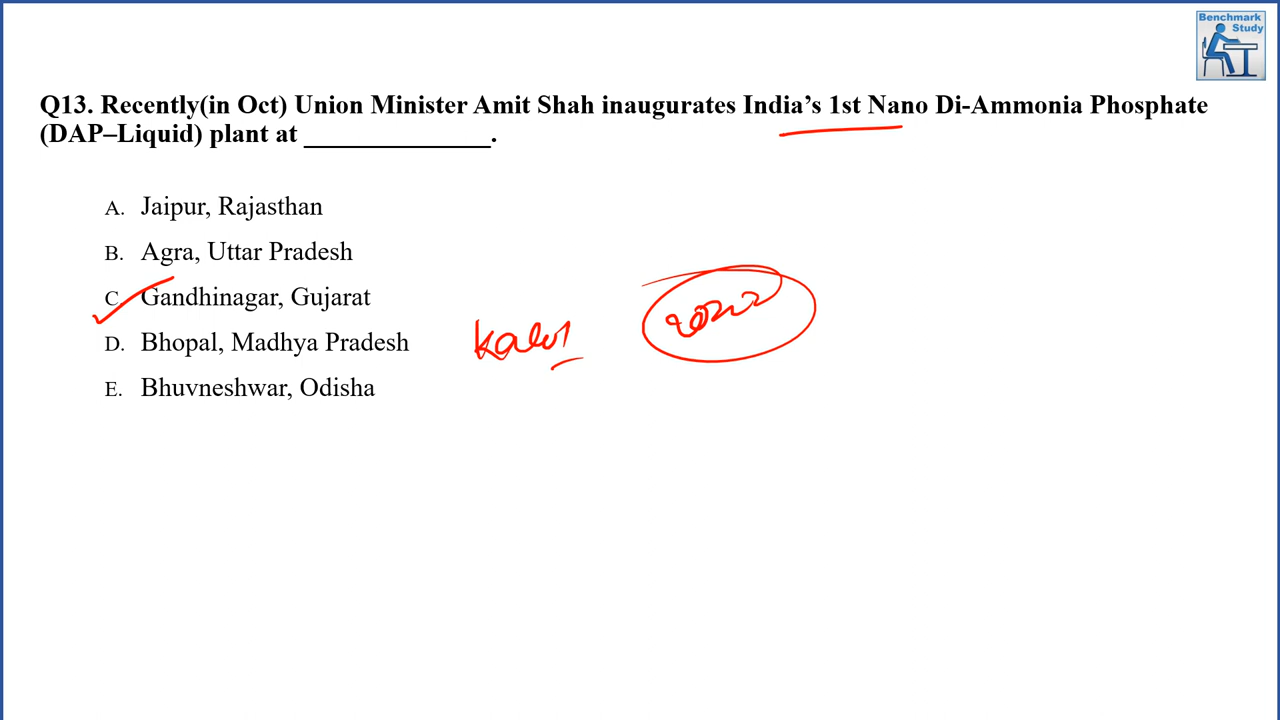 Benchmark
Study
Q13. Recently(in Oct) Union Minister Amit Shah inaugurates India’s 1st Nano Di-Ammonia Phosphate
(DAP–Liquid) plant at ______________.
A. Jaipur, Rajasthan
B. Agra, Uttar Pradesh
C. Gandhinagar, Gujarat
D. Bhopal, Madhya Pradesh
E. Bhuvneshwar, Odisha